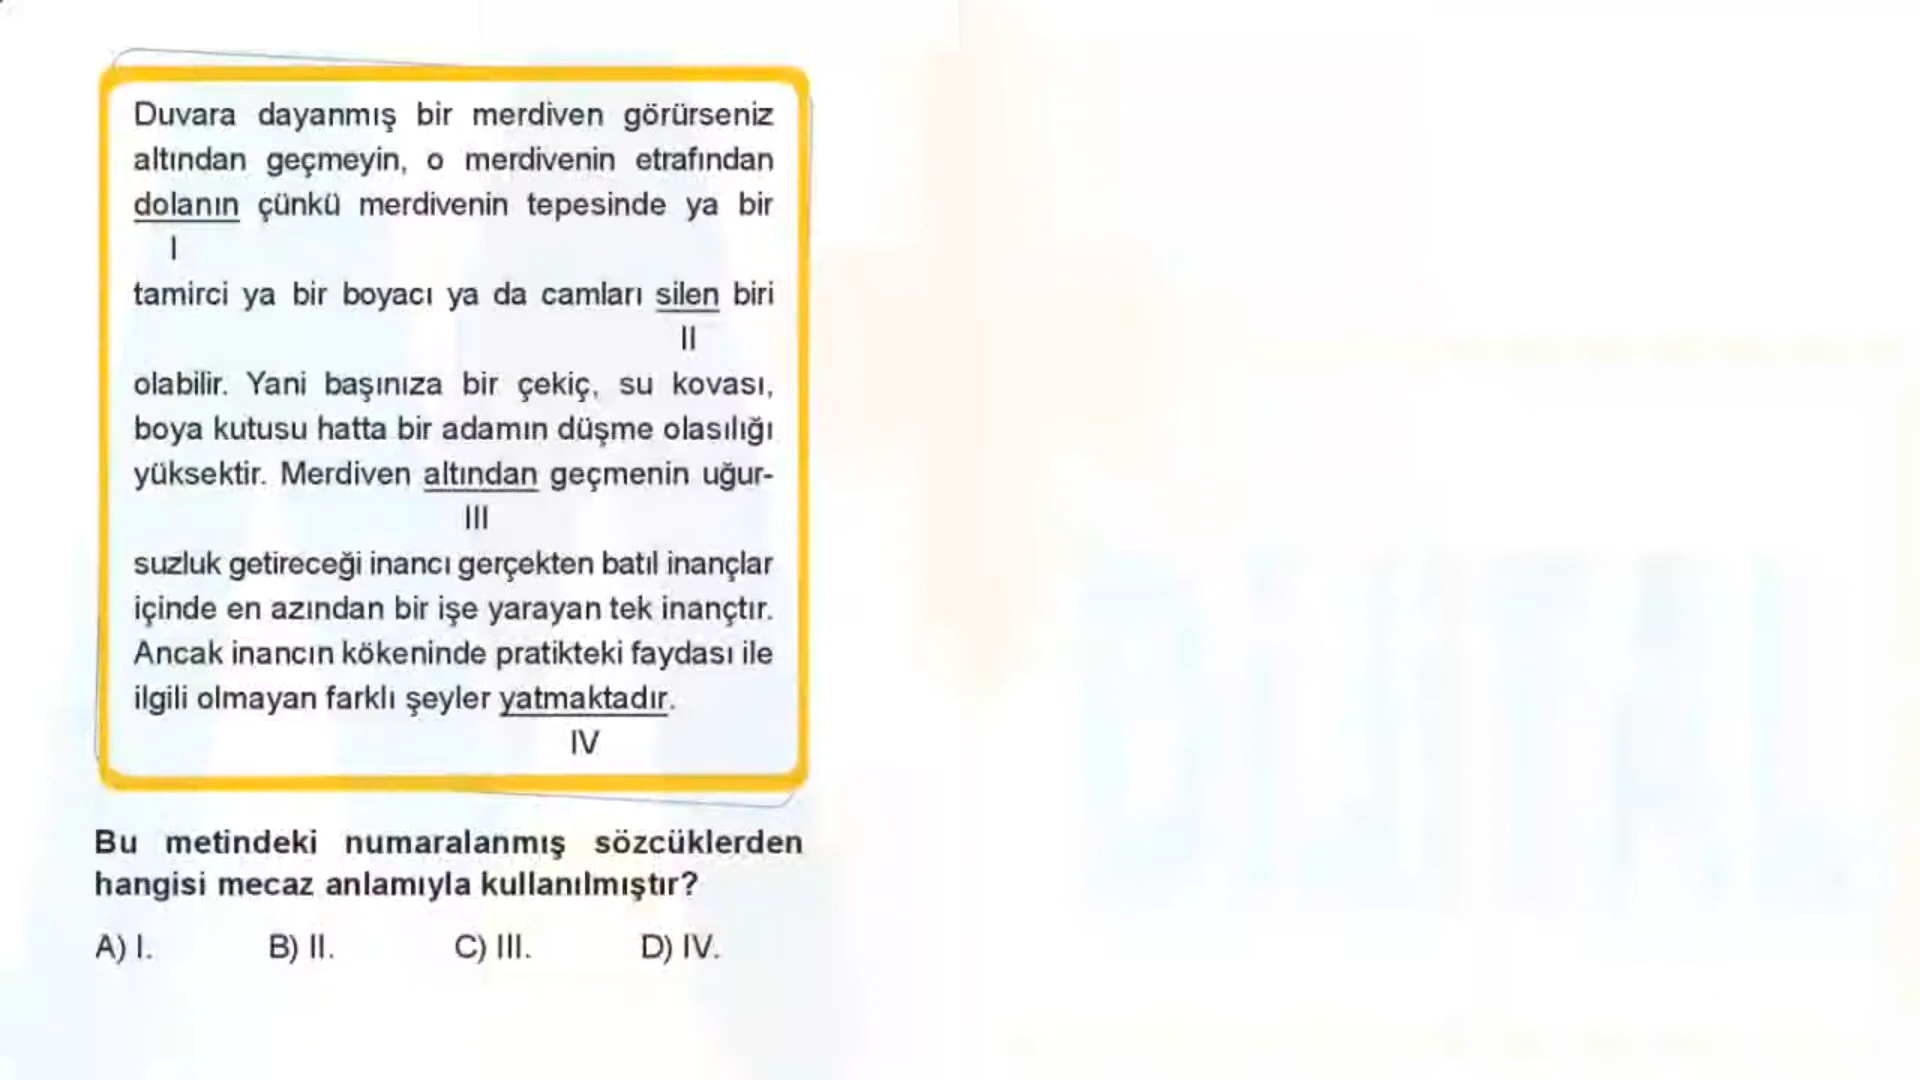 Duvara dayanmış bir merdiven görürseniz
altından geçmeyin, o merdivenin etrafından
dolanın çünkü merdivenin tepesinde ya bir
I
tamirci ya bir boyacı ya da camları silen biri
II
olabilir. Yani başınıza bir çekiç, su kovası,
boya kutusu hatta bir adamın düşme olasılığı
yüksektir. Merdiven altından geçmenin uğur-
III
suzluk getireceği inancı gerçekten batıl inançlar
içinde en azından bir işe yarayan tek inançtır.
Ancak inancın kökeninde pratikteki faydası ile
ilgili olmayan farklı şeyler yatmaktadır.
IV
Bu metindeki numaralanmış sözcüklerden
hangisi mecaz anlamıyla kullanılmıştır?
A) I. B) II. C) III. D) IV.
DİJİTAL